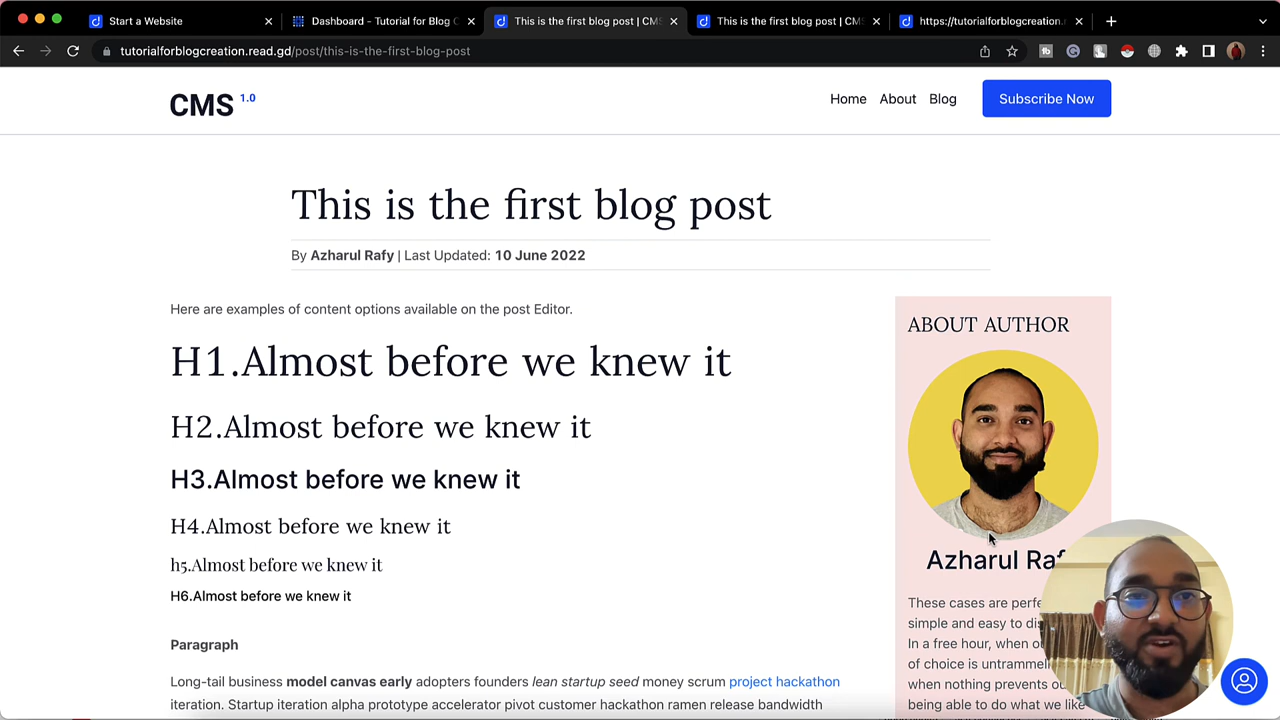 Start a Website
Dashboard - Tutorial for Blog C
This is the first blog post | CMS
This is the first blog post | CMS
https://tutorialforblogcreation.
tutorialforblogcreation.read.gd/post/this-is-the-first-blog-post
CMS 1.0
Home About Blog Subscribe Now
This is the first blog post
By Azharul Rafy | Last Updated: 10 June 2022
Here are examples of content options available on the post Editor.
H1.Almost before we knew it
H2.Almost before we knew it
H3.Almost before we knew it
H4.Almost before we knew it
h5.Almost before we knew it
H6.Almost before we knew it
Paragraph
Long-tail business model canvas early adopters founders lean startup seed money scrum project hackathon
iteration. Startup iteration alpha prototype accelerator pivot customer hackathon ramen release bandwidth
ABOUT AUTHOR
Azharul
These cases are
simple and easy to
In a free hour, when
of choice is
when nothing prevents
being able to do what we like